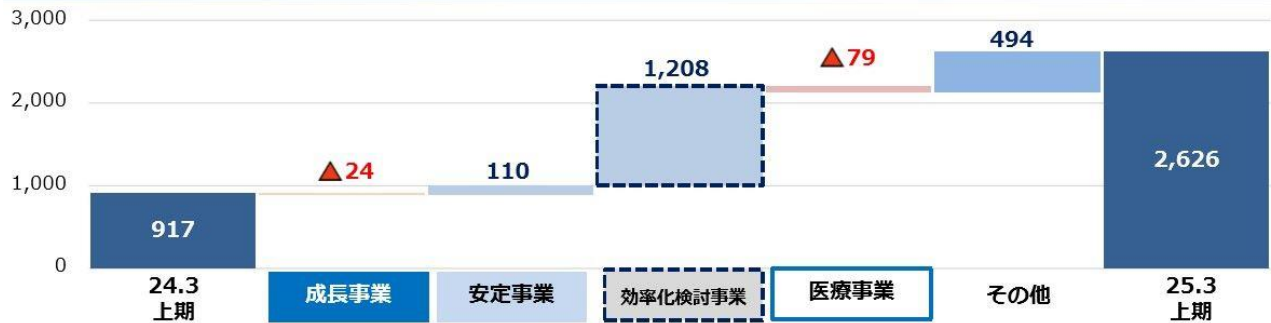 3,000
2,000
1,000
0
917
▲24
110
1,208
▲79
494
2,626
24.3
上期
成長事業
安定事業
効率化検討事業
医療事業
その他
25.3
上期